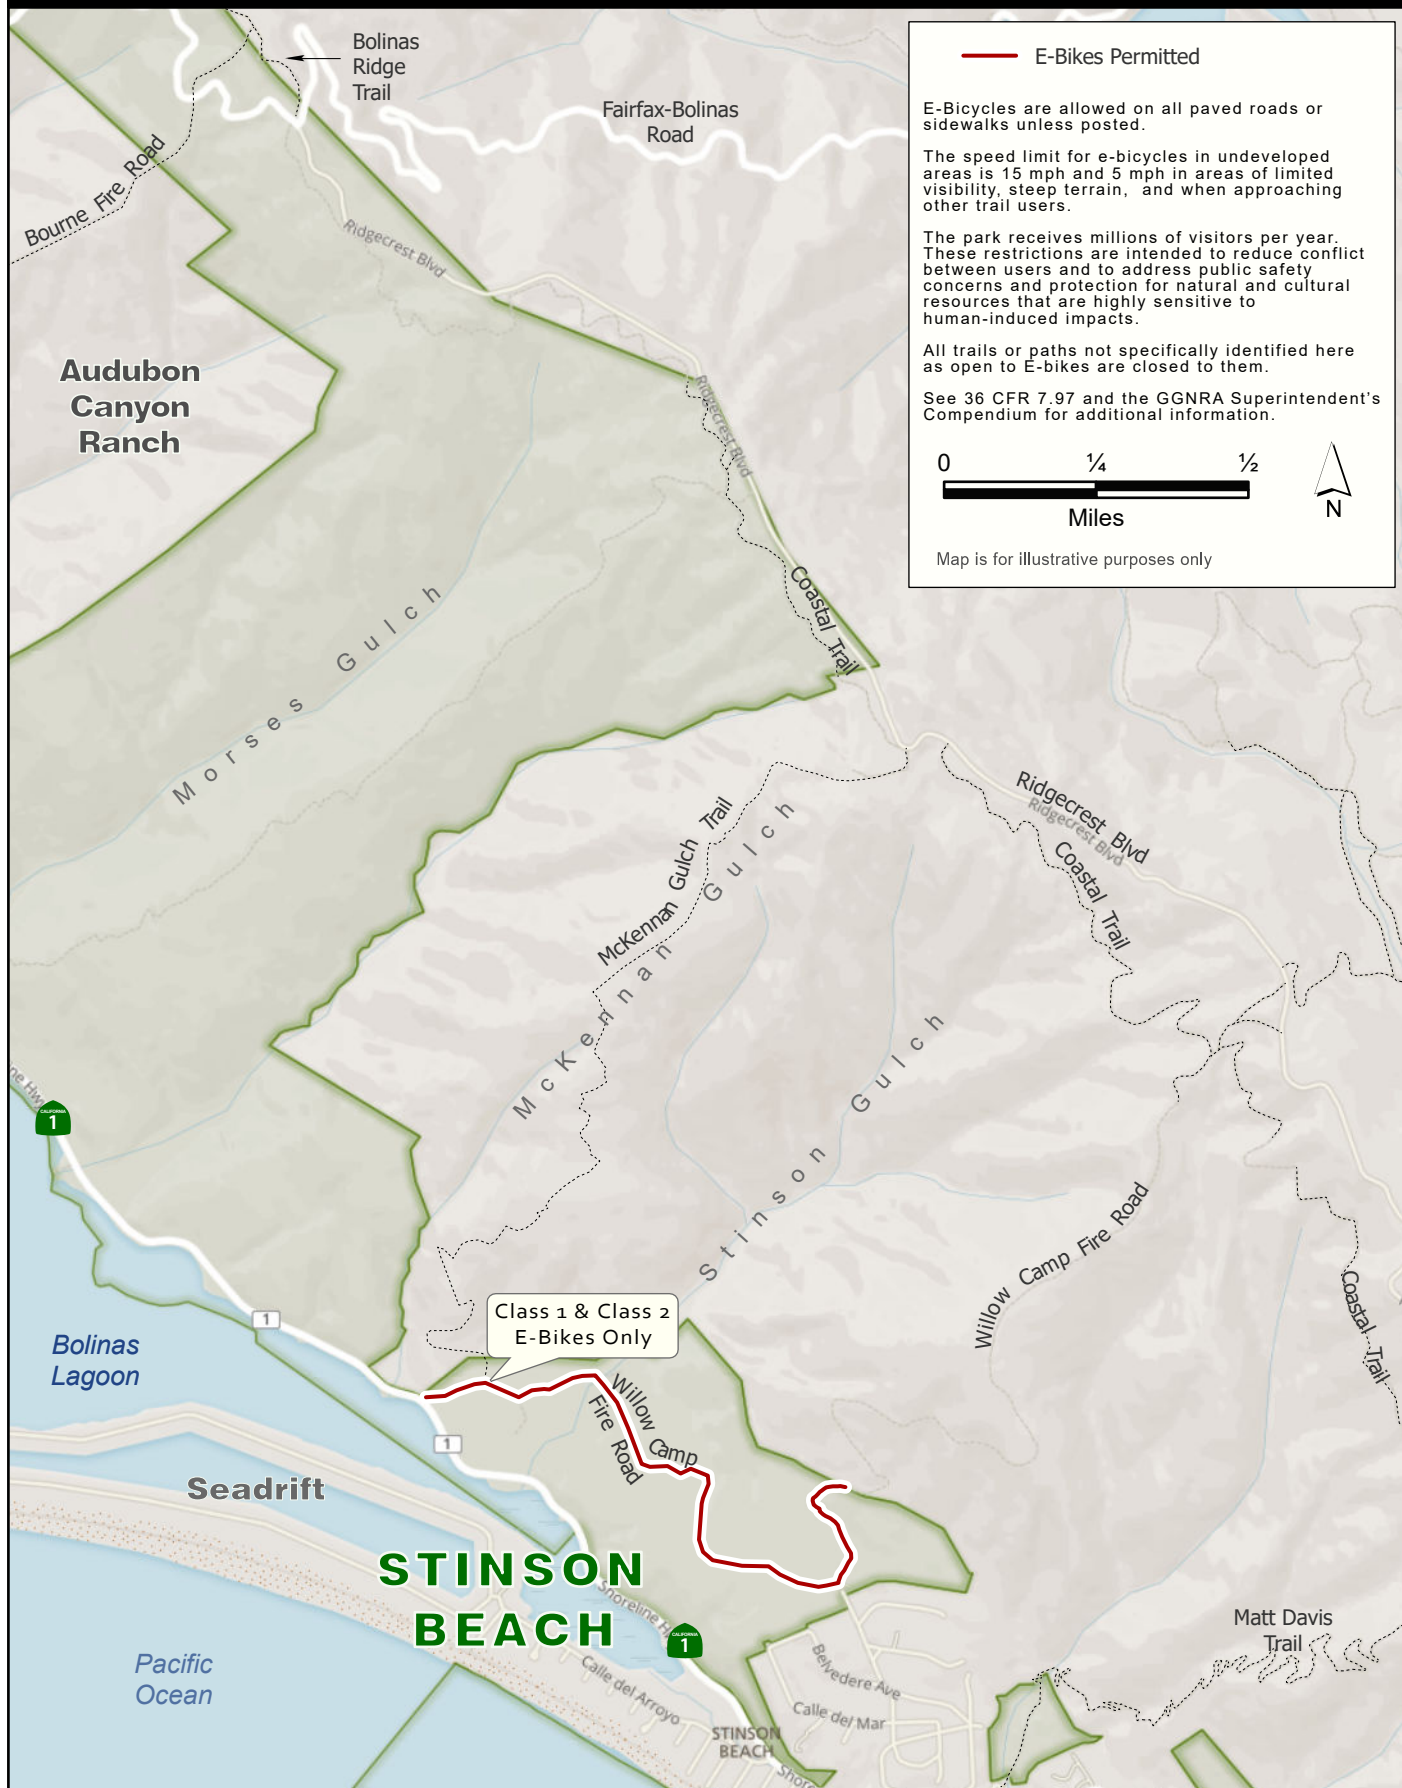 Bolinas
Ridge
Trail
Fairfax-Bolinas
Road
Bourne Fire Road
Ridgecrest Blvd
E-Bikes Permitted
E-Bicycles are allowed on all paved roads or
sidewalks unless posted.
The speed limit for e-bicycles in undeveloped
areas is 15 mph and 5 mph in areas of limited
visibility, steep terrain, and when approaching
other trail users.
The park receives millions of visitors per year.
These restrictions are intended to reduce conflict
between users and to address public safety
concerns and protection for natural and cultural
resources that are highly sensitive to
human-induced impacts.
All trails or paths not specifically identified here
as open to E-bikes are closed to them.
See 36 CFR 7.97 and the GGNRA Superintendent's
Compendium for additional information.
0 ¼ ½
Miles
N
Map is for illustrative purposes only
Audubon
Canyon
Ranch
Ridgecrest Blvd
Coastal Trail
Morses Gulch
McKennan Gulch Trail
McKennan Gulch
Ridgecrest Blvd
Ridgecrest Blvd
Coastal Trail
Stinson Gulch
ne Hwy
CALIFORNIA
1
Willow Camp Fire Road
Coastal Trail
1
Class 1 & Class 2
E-Bikes Only
Bolinas
Lagoon
Willow Camp
Fire Road
1
Seadrift
STINSON
BEACH
Shoreline H
CALIFORNIA
1
Matt Davis
Trail
Pacific
Ocean
Calle del Arroyo
Belvedere Ave
Calle del Mar
STINSON
BEACH
Shor